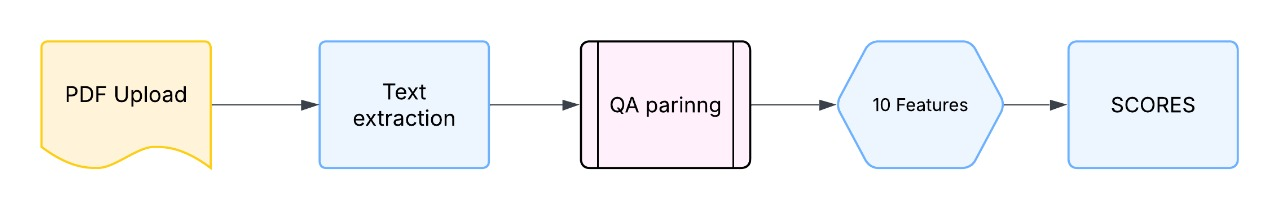 PDF Upload
Text
extraction
QA parinng
10 Features
SCORES